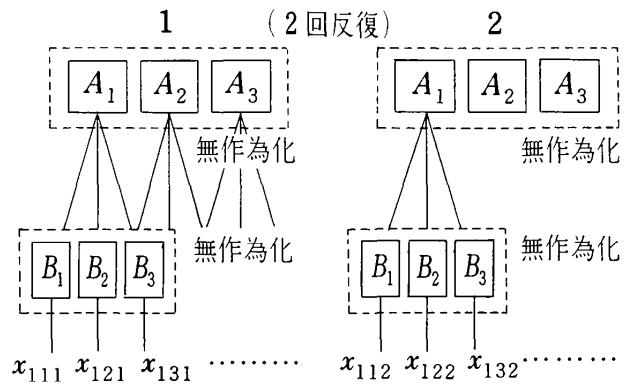 1 (2回反復) 2
A₁ A₂ A₃ A₁ A₂ A₃
無作為化 無作為化
無作為化 無作為化
B₁ B₂ B₃ B₁ B₂ B₃
x₁₁₁ x₁₂₁ x₁₃₁ ⋯⋯⋯ x₁₁₂ x₁₂₂ x₁₃₂ ⋯⋯⋯